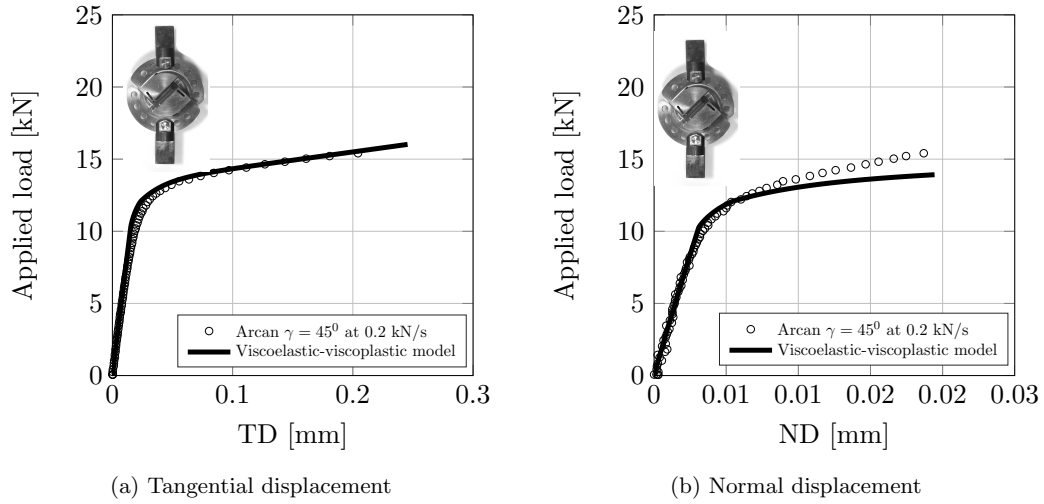 25
20
15
10
5
0
Applied load [kN]
0
0.1
0.2
0.3
TD [mm]
Arcan γ = 45⁰ at 0.2 kN/s
Viscoelastic-viscoplastic model
(a) Tangential displacement
25
20
15
10
5
0
Applied load [kN]
0
0.01
0.01
0.02
0.02
0.03
ND [mm]
Arcan γ = 45⁰ at 0.2 kN/s
Viscoelastic-viscoplastic model
(b) Normal displacement